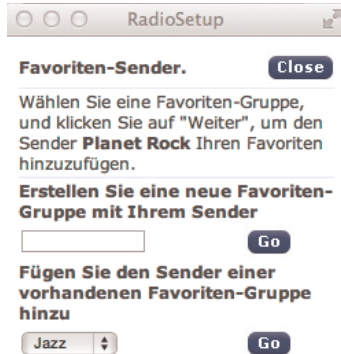 RadioSetup
Favoriten-Sender. Close
Wählen Sie eine Favoriten-Gruppe,
und klicken Sie auf "Weiter", um den
Sender Planet Rock Ihren Favoriten
hinzuzufügen.
Erstellen Sie eine neue Favoriten-
Gruppe mit Ihrem Sender
Go
Fügen Sie den Sender einer
vorhandenen Favoriten-Gruppe
hinzu
Jazz Go